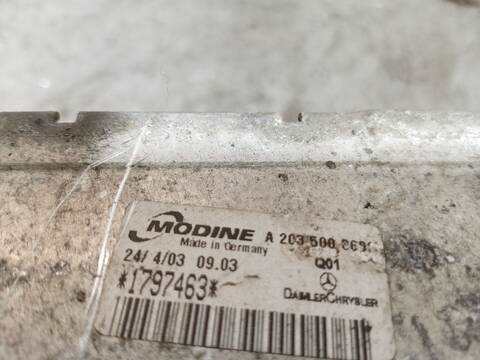 MODINE A 203 500
Made in Germany
24/ 4/03 09.03 Q01
*1797463* DAIMLERCHRYSLER